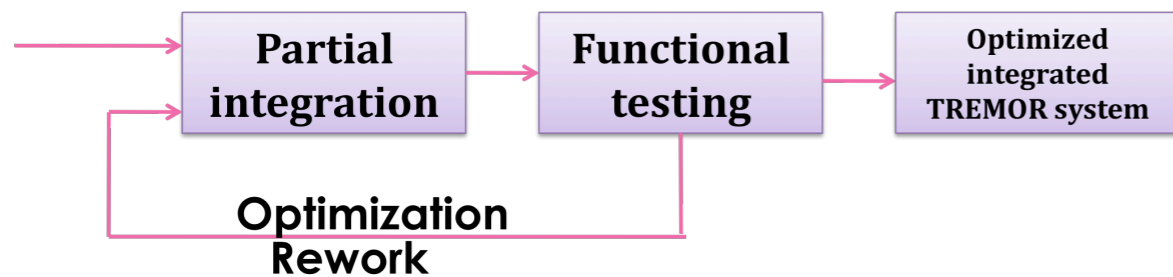 Partial
integration
Functional
testing
Optimized
integrated
TREMOR system
Optimization
Rework